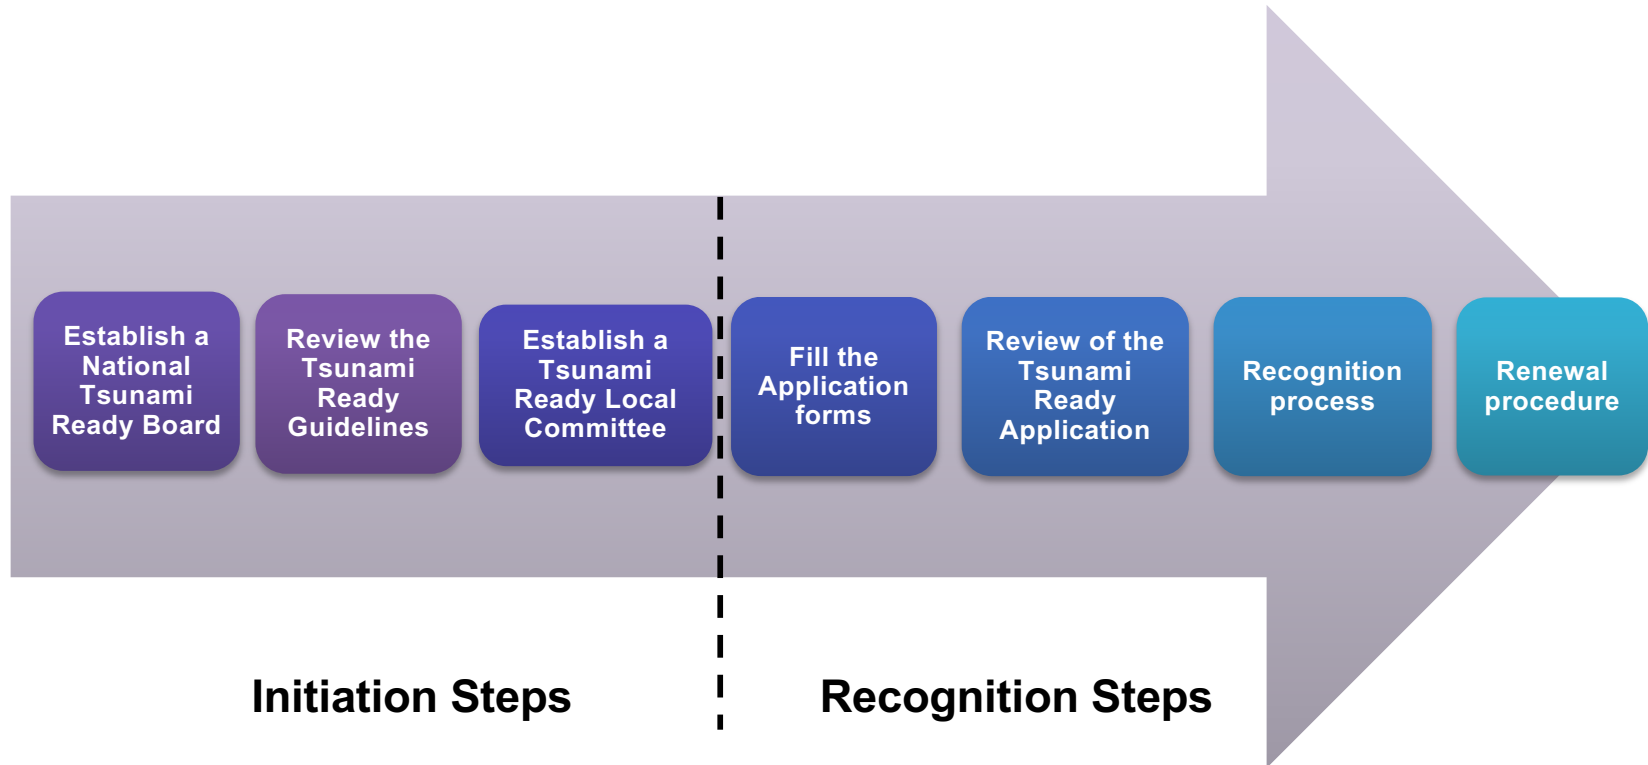 Establish a
National
Tsunami
Ready Board
Review the
Tsunami
Ready
Guidelines
Establish a
Tsunami
Ready Local
Committee
Fill the
Application
forms
Review of the
Tsunami
Ready
Application
Recognition
process
Renewal
procedure
Initiation Steps
Recognition Steps